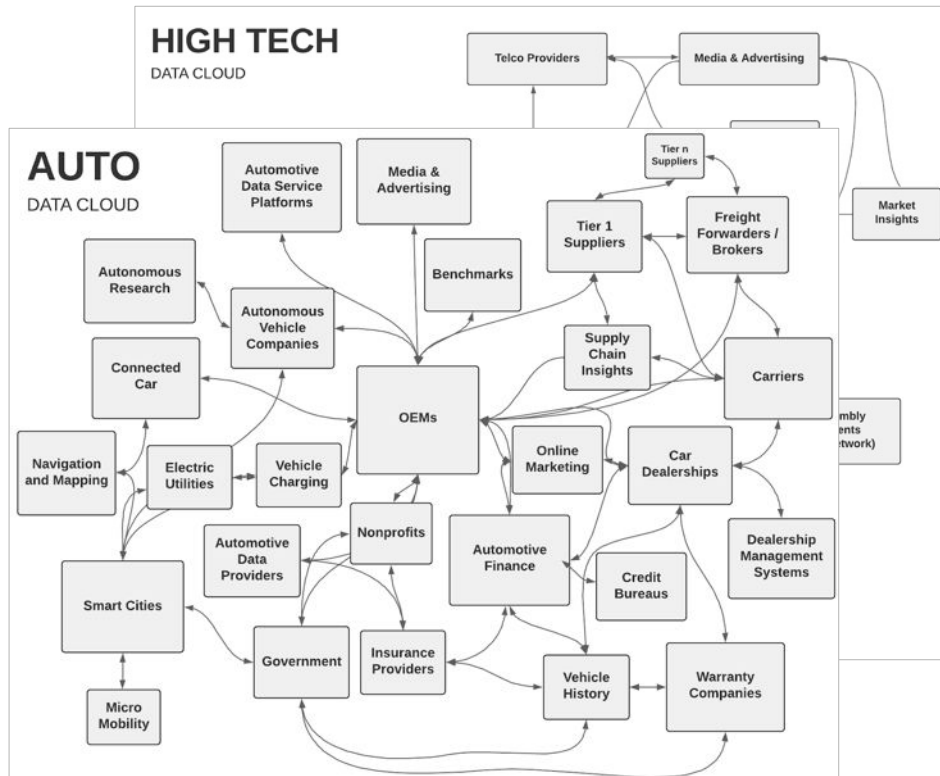 HIGH TECH
DATA CLOUD
Telco Providers
Media & Advertising
Market
Insights
AUTO
DATA CLOUD
Automotive
Data Service
Platforms
Media &
Advertising
Tier n
Suppliers
Tier 1
Suppliers
Freight
Forwarders /
Brokers
Autonomous
Research
Benchmarks
Autonomous
Vehicle
Companies
Supply
Chain
Insights
Connected
Car
Carriers
OEMs
Navigation
and Mapping
Electric
Utilities
Vehicle
Charging
Online
Marketing
Car
Dealerships
Nonprofits
Automotive
Data
Providers
Automotive
Finance
Credit
Bureaus
Dealership
Management
Systems
Smart Cities
Government
Insurance
Providers
Vehicle
History
Warranty
Companies
Micro
Mobility